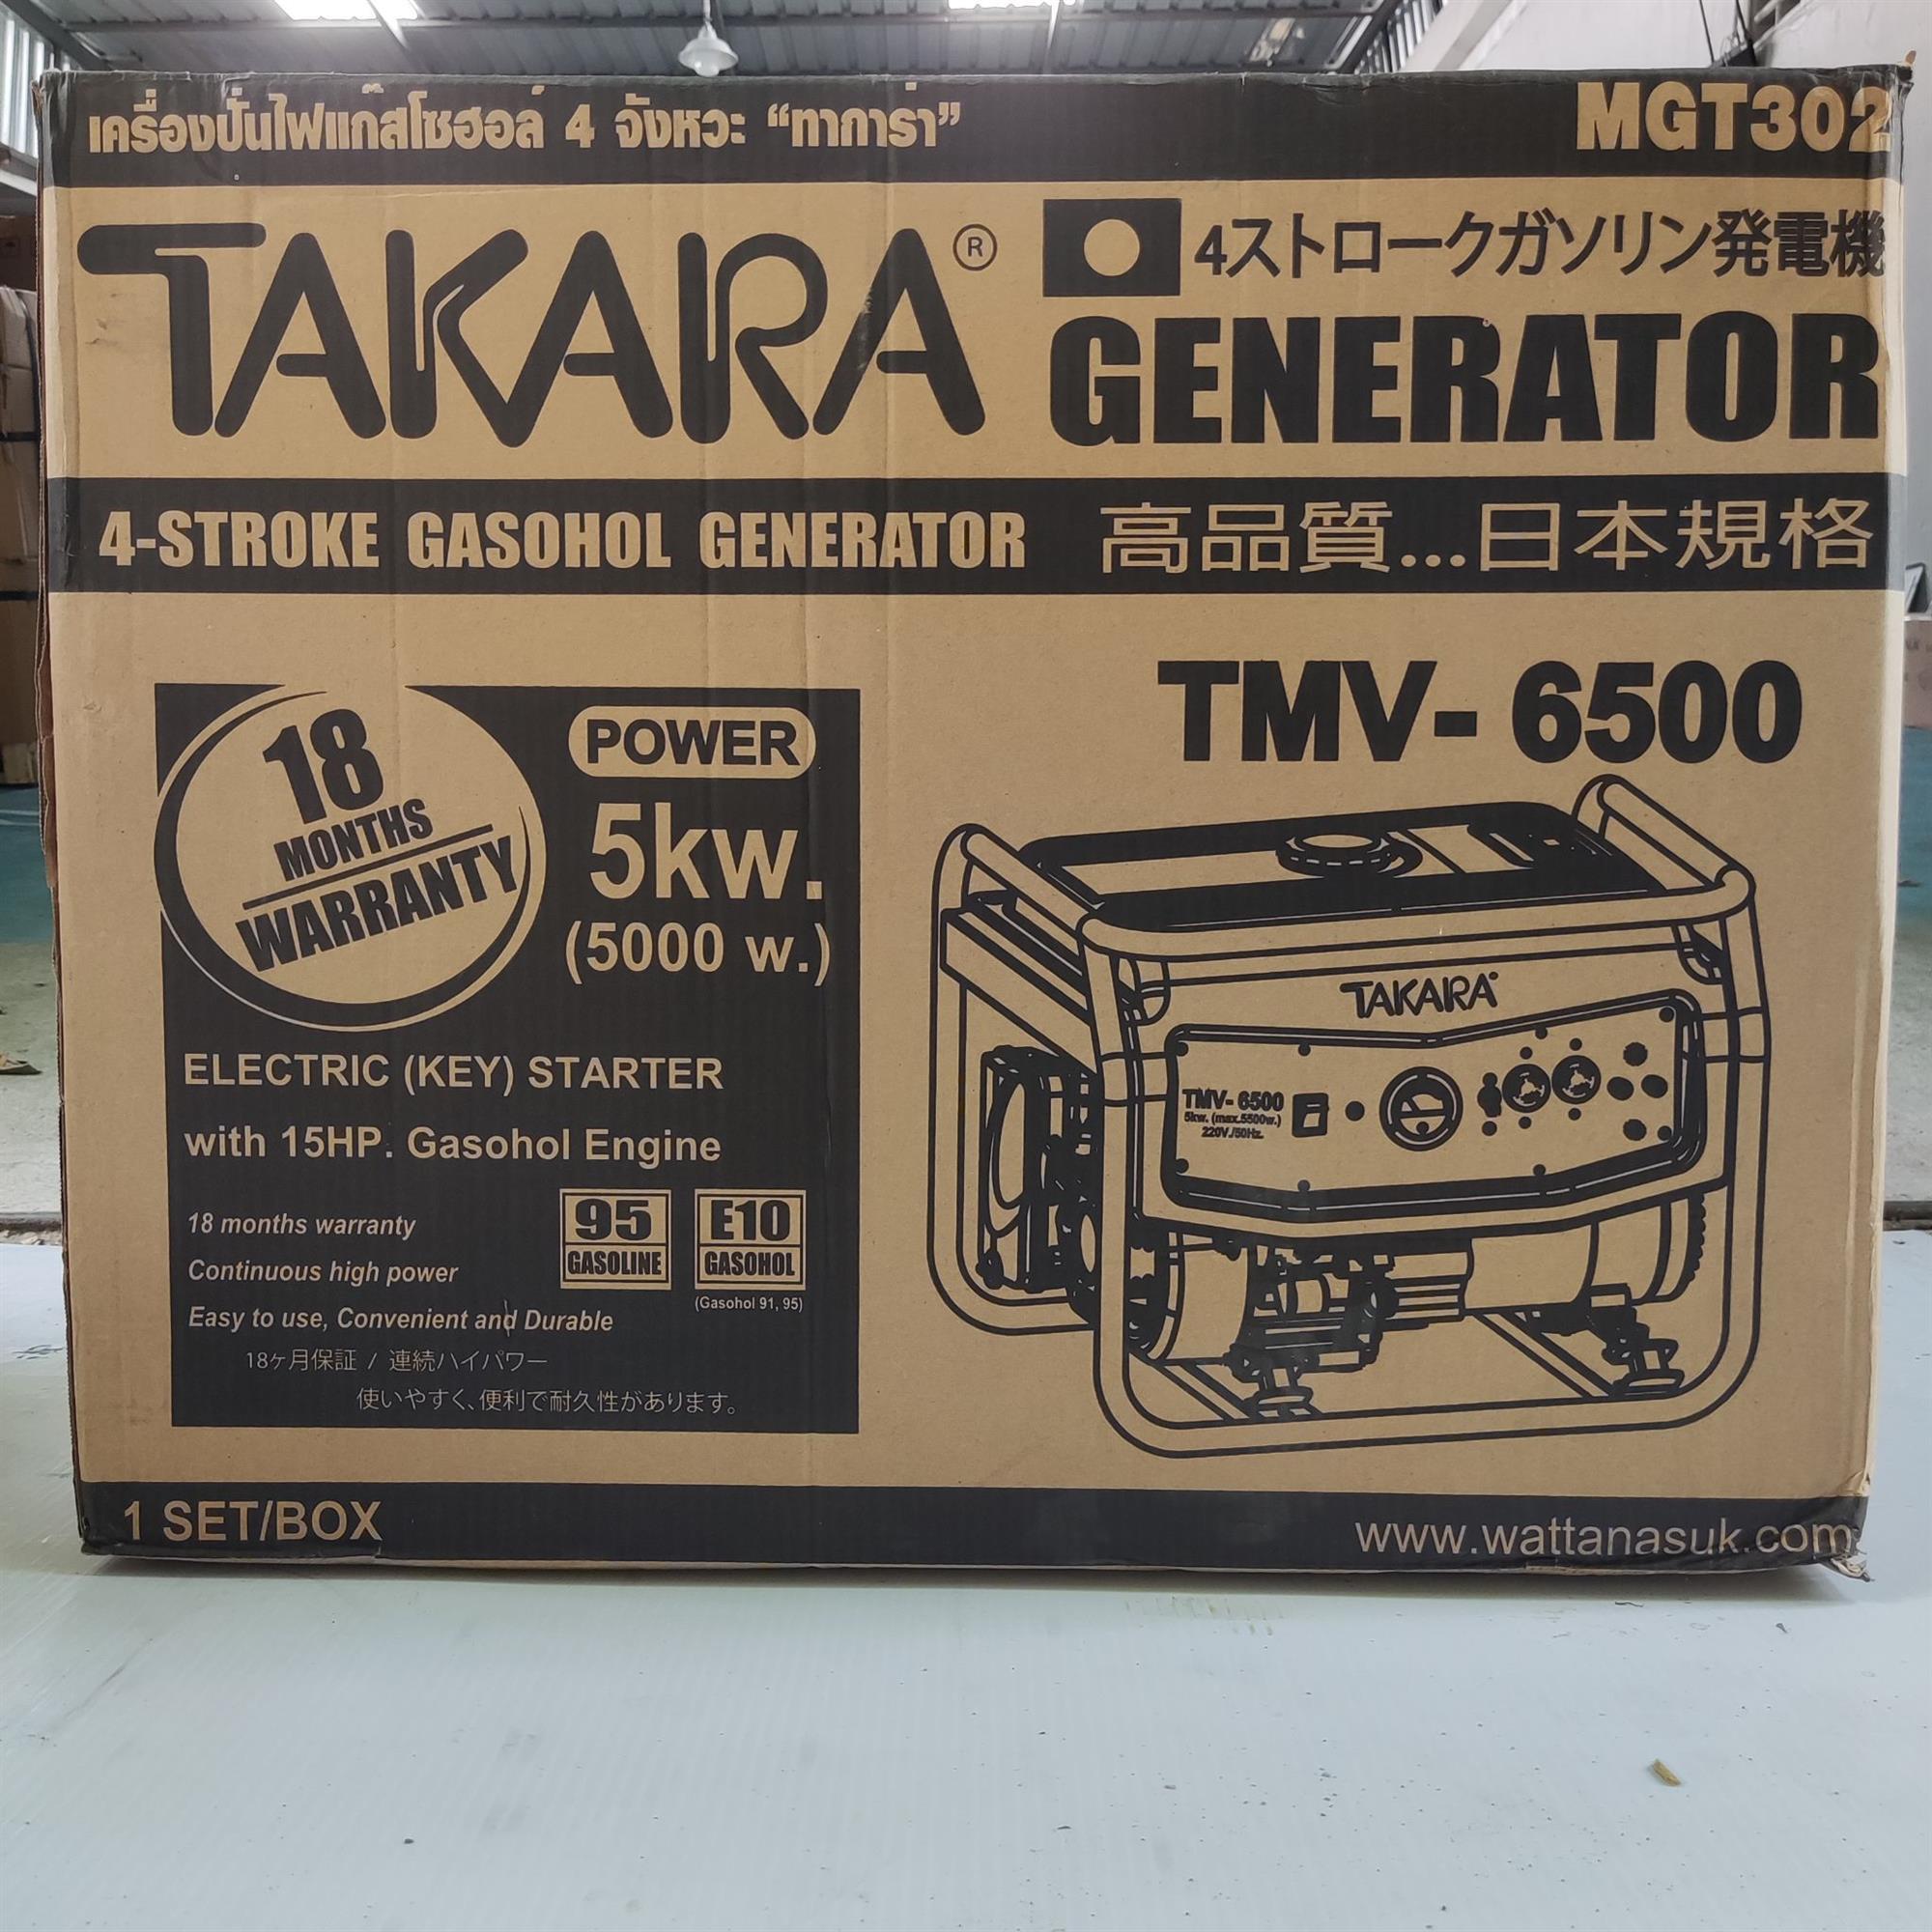 เครื่องปั่นไฟแก๊สโซฮอล์ 4 จังหวะ “ทาการ่า”
MGT302
TAKARA®
4ストロークガソリン発電機
GENERATOR
4-STROKE GASOHOL GENERATOR
高品質...日本規格
TMV- 6500
18
MONTHS
WARRANTY
POWER
5kw.
(5000 w.)
ELECTRIC (KEY) STARTER
with 15HP. Gasohol Engine
95
GASOLINE
E10
GASOHOL
(Gasohol 91, 95)
18 months warranty
Continuous high power
Easy to use, Convenient and Durable
18ヶ月保証 / 連続ハイパワー
使いやすく、便利で耐久性があります。
TAKARA®
TMV- 6500
5kw. (max.5500w.)
220V./50Hz.
1 SET/BOX
www.wattanasuk.com